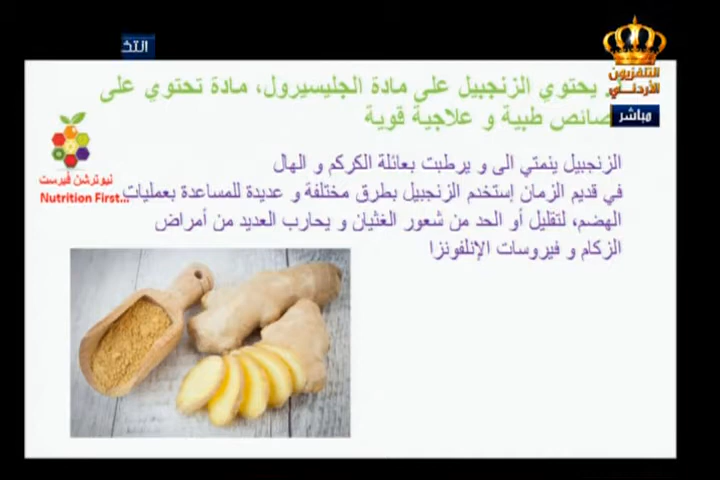 انتخ
التلفزيون
الأردني
مباشر
يحتوي الزنجبيل على مادة الجليسيرول، مادة تحتوي على
طبية و علاجية قوية
نيوترشن فيرست
Nutrition First...
الزنجبيل ينمتي الى و يرطبت بعائلة الكركم و الهال
في قديم الزمان إستخدم الزنجبيل بطرق مختلفة و عديدة للمساعدة بعمليات
الهضم، لتقليل أو الحد من شعور الغثيان و يحارب العديد من أمراض
الزكام و فيروسات الإنلفونزا